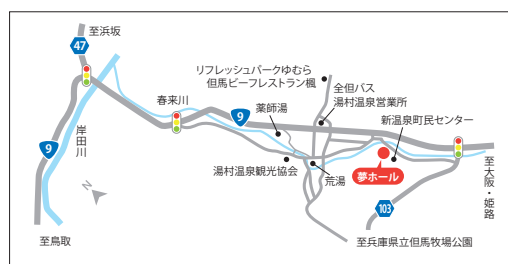 至浜坂
47
リフレッシュパークゆむら
但馬ビーフレストラン楓
全但バス
湯村温泉営業所
春来川
9
薬師湯
新温泉町民センター
岸田川
9
湯村温泉観光協会
荒湯
夢ホール
至大阪・姫路
N
103
至鳥取
至兵庫県立但馬牧場公園